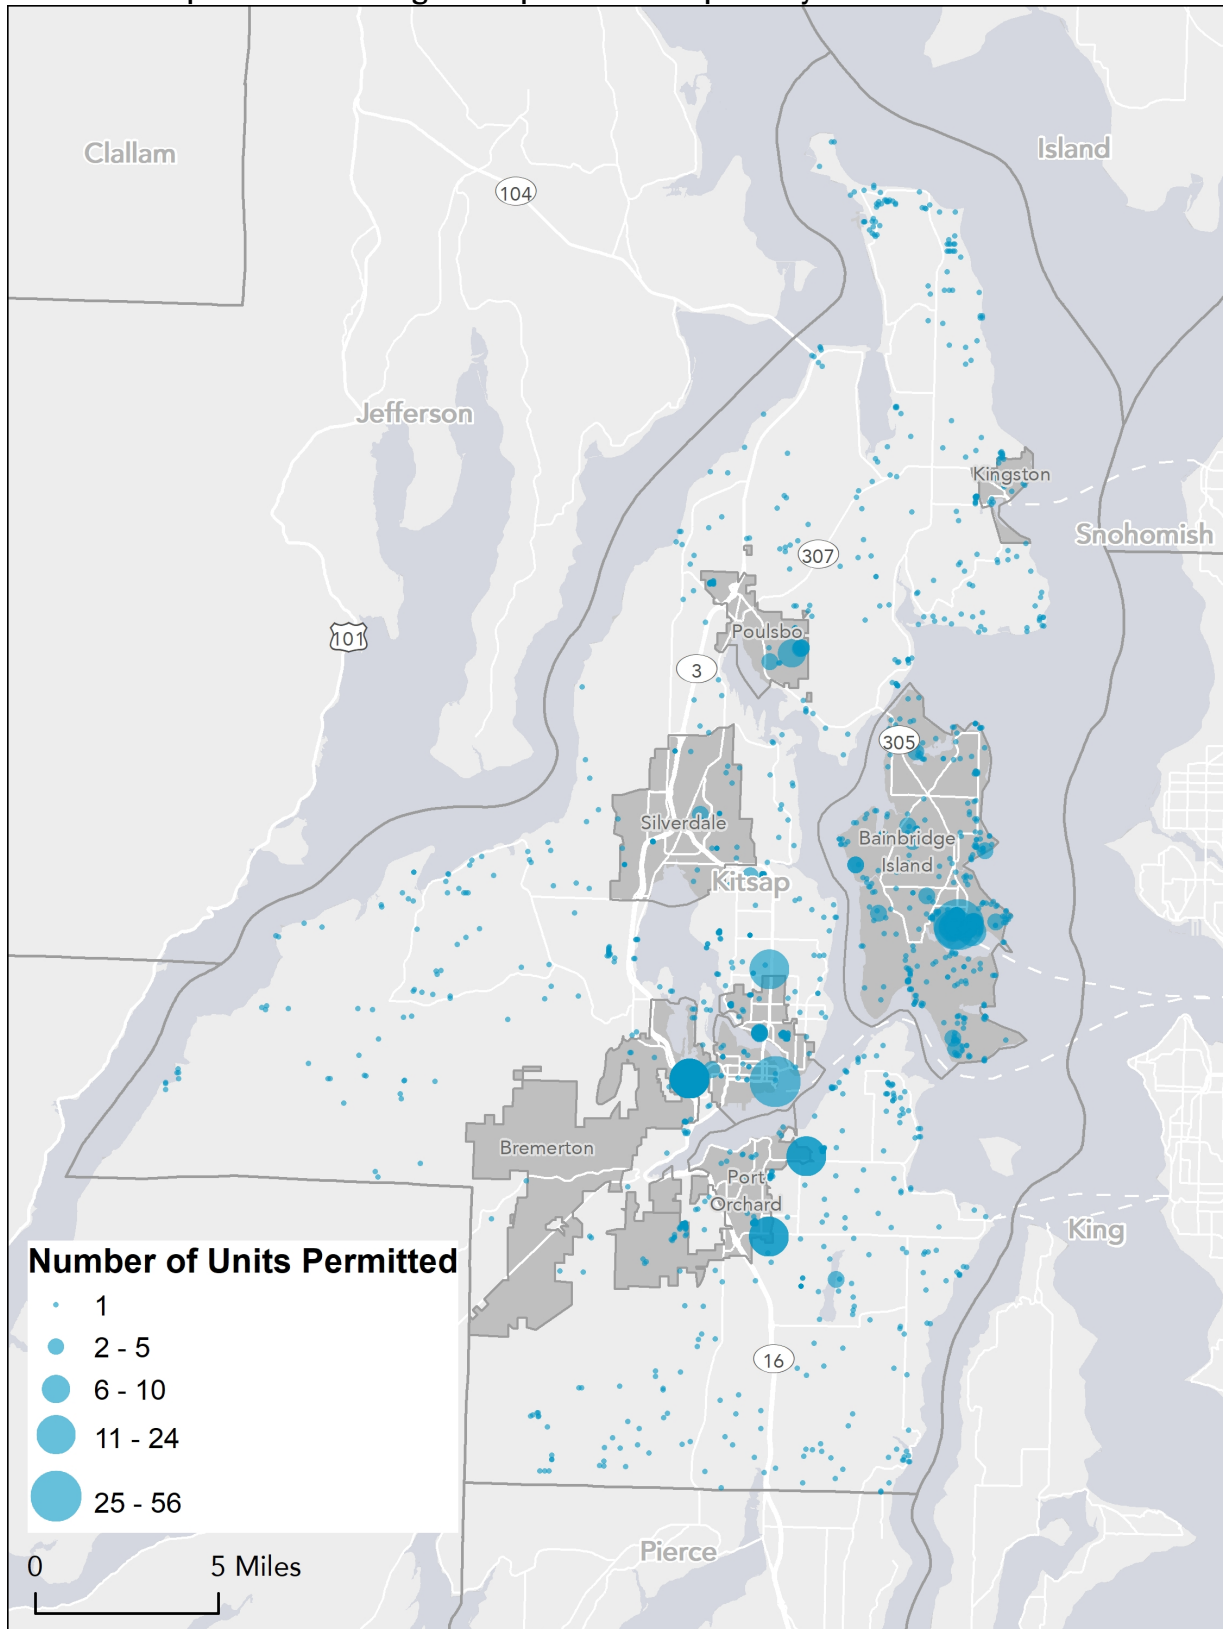 Clallam
Island
104
Jefferson
Kingston
Snohomish
307
101
Poulsbo
3
305
Silverdale
Bainbridge
Island
Kitsap
Bremerton
Port
Orchard
King
Number of Units Permitted
1
2 - 5
6 - 10
11 - 24
25 - 56
16
Pierce
0
5 Miles